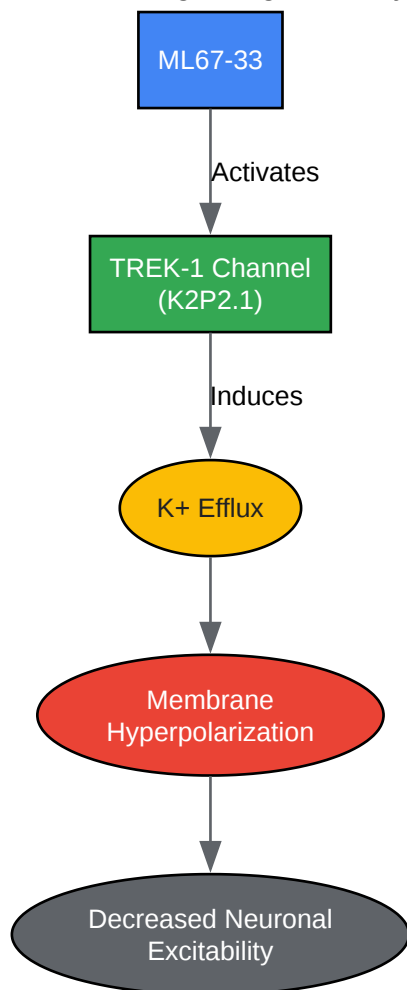 ML67-33
Activates
TREK-1 Channel
(K2P2.1)
Induces
K+ Efflux
Membrane
Hyperpolarization
Decreased Neuronal
Excitability